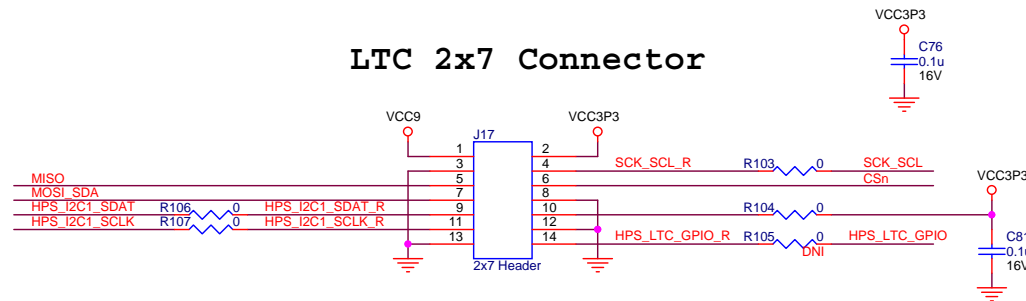 VCC3P3
C76
0.1u
16V
LTC 2x7 Connector
VCC9
VCC3P3
J17
1
2
3
4
SCK_SCL_R
R103
0
SCK_SCL
MISO
5
6
CSn
MOSI_SDA
7
8
VCC3P3
HPS_I2C1_SDAT
R106
0
HPS_I2C1_SDAT_R
9
10
R104
0
HPS_I2C1_SCLK
R107
0
HPS_I2C1_SCLK_R
11
12
13
14
HPS_LTC_GPIO_R
R105
0
HPS_LTC_GPIO
DNI
C81
0.1u
16V
2x7 Header